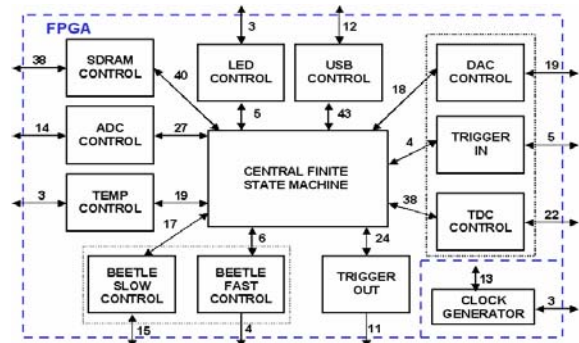 FPGA
3
12
38
SDRAM
CONTROL
40
LED
CONTROL
5
USB
CONTROL
43
18
DAC
CONTROL
19
14
ADC
CONTROL
27
4
TRIGGER
IN
5
CENTRAL FINITE
STATE MACHINE
3
TEMP
CONTROL
19
38
TDC
CONTROL
22
17
6
24
BEETLE
SLOW
CONTROL
15
BEETLE
FAST
CONTROL
4
TRIGGER
OUT
11
13
CLOCK
GENERATOR
3